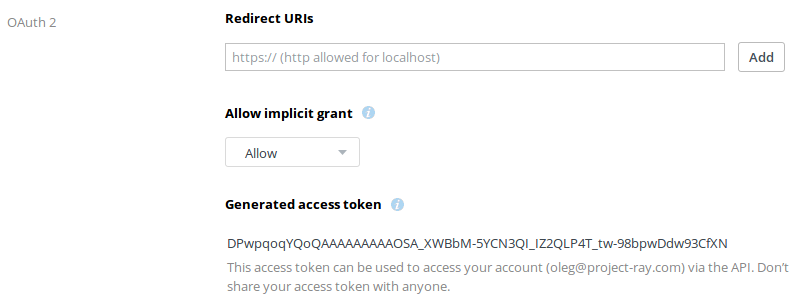 OAuth 2
Redirect URIs
https:// (http allowed for localhost)
Add
Allow implicit grant
Allow
Generated access token
DPwpqoqYQoQAAAAAAAAAOSA_XWBbM-5YCN3QI_IZ2QLP4T_tw-98bpwDdw93CfXN
This access token can be used to access your account (oleg@project-ray.com) via the API. Don't
share your access token with anyone.